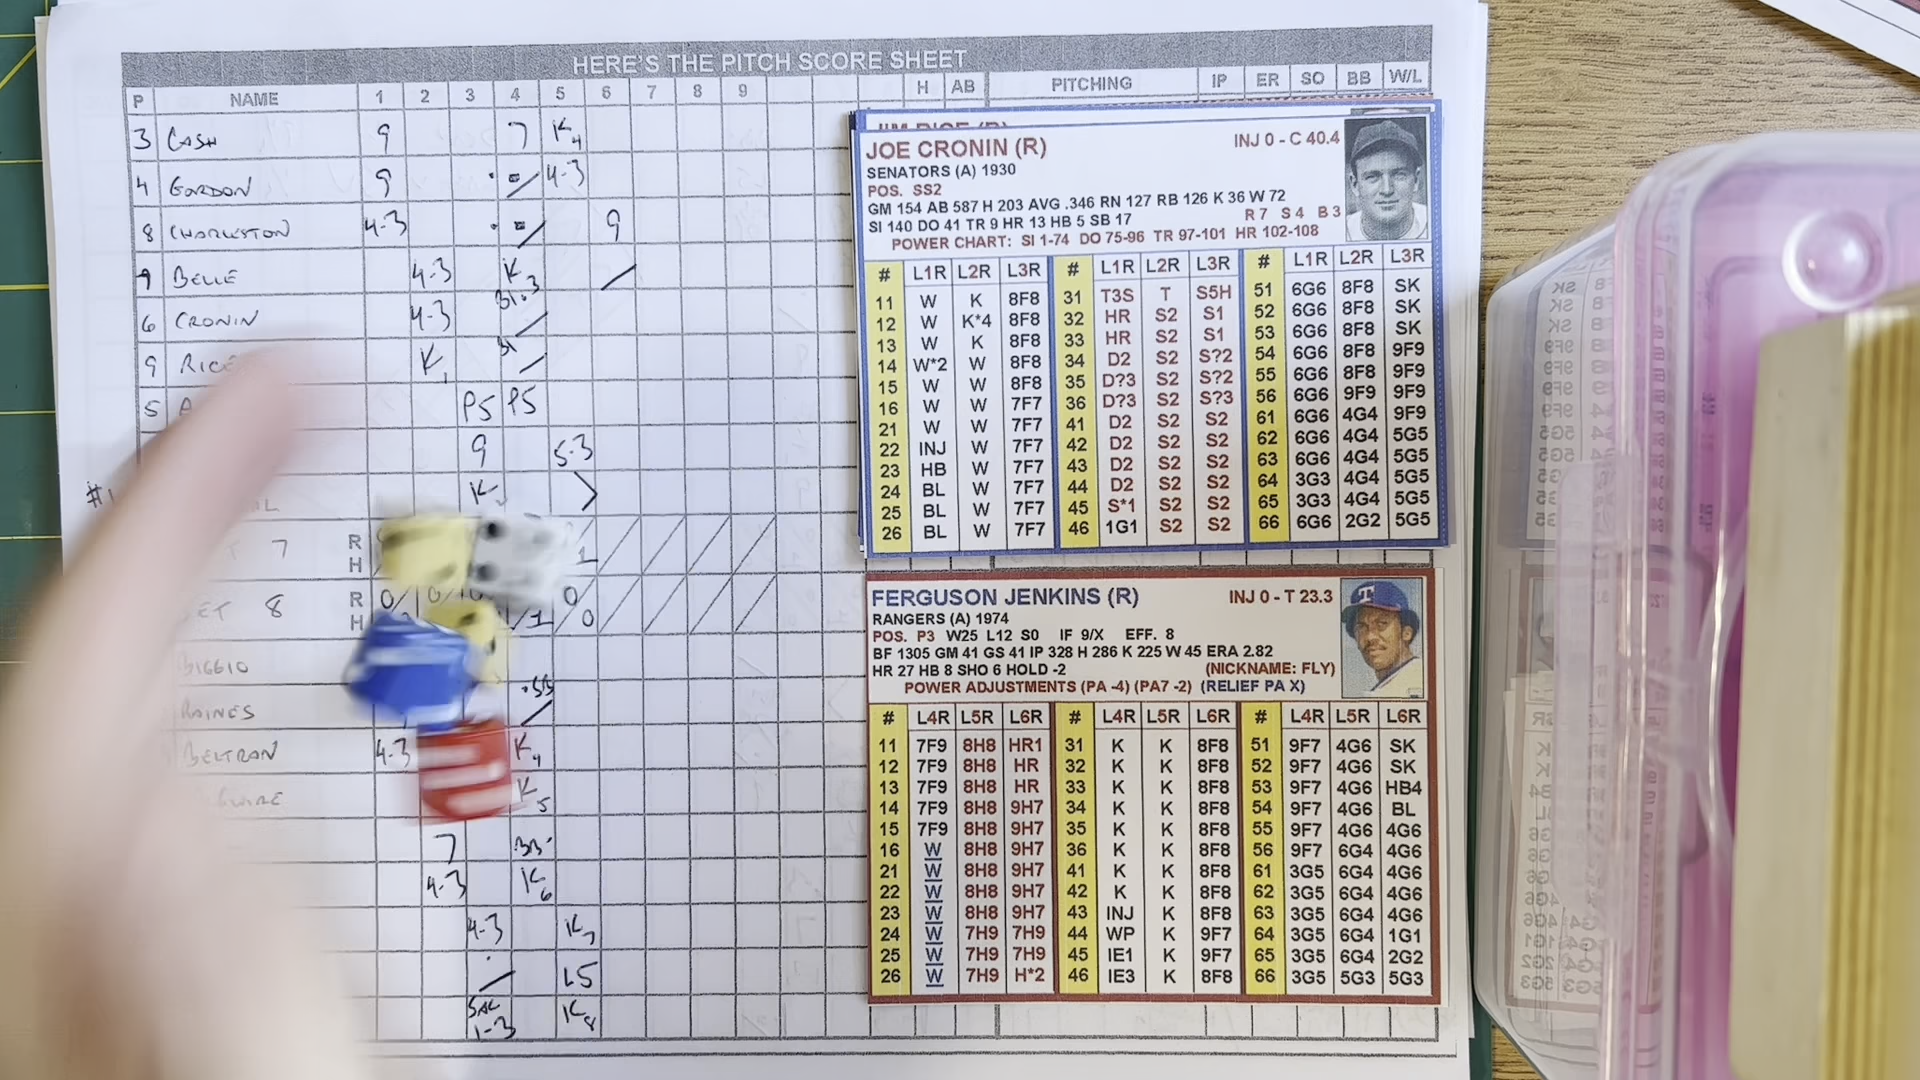 HERE'S THE PITCH SCORE SHEET
P NAME 1 2 3 4 5 6 7 8 9 H AB PITCHING IP ER SO BB W/L
3 CASH 9 7 K4
4 GORDON 9 4-3
8 CHARLESTON 4-3 9
9 BELLE 4-3 K3
6 CRONIN 4-3
9 RICE K1
5 P5 P5
9 5-3
K
7 R H 1
8 R H 0 0 1 0 0
BIGGIO
RAINES
BELTRON 4-3 K4
K5
7 BB
4-3 K6
4-3 K7
L5
SAC 1-3 K8
JIM RICE (R)
JOE CRONIN (R) INJ 0 - C 40.4
SENATORS (A) 1930
POS. SS2
GM 154 AB 587 H 203 AVG .346 RN 127 RB 126 K 36 W 72
SI 140 DO 41 TR 9 HR 13 HB 5 SB 17 R 7 S 4 B 3
POWER CHART: SI 1-74 DO 75-96 TR 97-101 HR 102-108
# L1R L2R L3R # L1R L2R L3R # L1R L2R L3R
11 W K 8F8 31 T3S T S5H 51 6G6 8F8 SK
12 W K*4 8F8 32 HR S2 S1 52 6G6 8F8 SK
13 W K 8F8 33 HR S2 S1 53 6G6 8F8 SK
14 W*2 W 8F8 34 D2 S2 S?2 54 6G6 8F8 9F9
15 W W 8F8 35 D?3 S2 S?2 55 6G6 8F8 9F9
16 W W 7F7 36 D?3 S2 S?3 56 6G6 9F9 9F9
21 W W 7F7 41 D2 S2 S2 61 6G6 4G4 9F9
22 INJ W 7F7 42 D2 S2 S2 62 6G6 4G4 5G5
23 HB W 7F7 43 D2 S2 S2 63 6G6 4G4 5G5
24 BL W 7F7 44 D2 S2 S2 64 3G3 4G4 5G5
25 BL W 7F7 45 S*1 S2 S2 65 3G3 4G4 5G5
26 BL W 7F7 46 1G1 S2 S2 66 6G6 2G2 5G5
FERGUSON JENKINS (R) INJ 0 - T 23.3
RANGERS (A) 1974
POS. P3 W25 L12 S0 IF 9/X EFF. 8
BF 1305 GM 41 GS 41 IP 328 H 286 K 225 W 45 ERA 2.82
HR 27 HB 8 SHO 6 HOLD -2 (NICKNAME: FLY)
POWER ADJUSTMENTS (PA -4) (PA7 -2) (RELIEF PA X)
# L4R L5R L6R # L4R L5R L6R # L4R L5R L6R
11 7F9 8H8 HR1 31 K K 8F8 51 9F7 4G6 SK
12 7F9 8H8 HR 32 K K 8F8 52 9F7 4G6 SK
13 7F9 8H8 HR 33 K K 8F8 53 9F7 4G6 HB4
14 7F9 8H8 9H7 34 K K 8F8 54 9F7 4G6 BL
15 7F9 8H8 9H7 35 K K 8F8 55 9F7 4G6 4G6
16 W 8H8 9H7 36 K K 8F8 56 9F7 6G4 4G6
21 W 8H8 9H7 41 K K 8F8 61 3G5 6G4 4G6
22 W 8H8 9H7 42 K K 8F8 62 3G5 6G4 4G6
23 W 8H8 9H7 43 INJ K 8F8 63 3G5 6G4 4G6
24 W 7H9 7H9 44 WP K 9F7 64 3G5 6G4 1G1
25 W 7H9 7H9 45 IE1 K 9F7 65 3G5 6G4 2G2
26 W 7H9 H*2 46 IE3 K 8F8 66 3G5 5G3 5G3